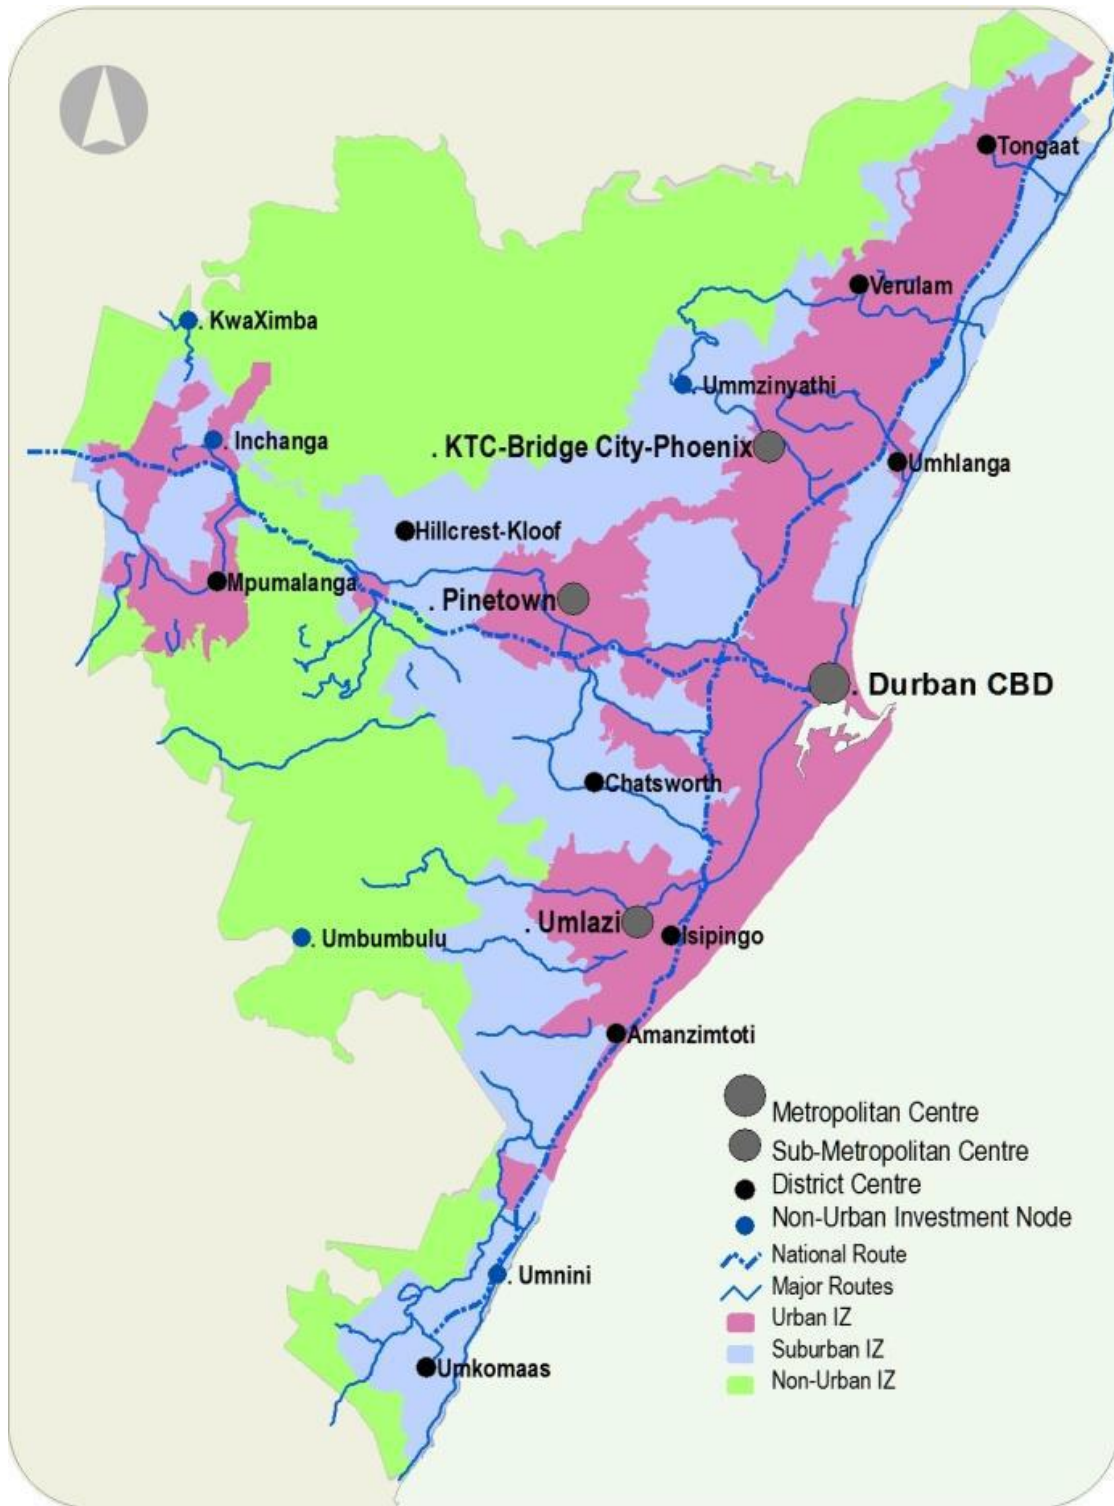 Tongaat
Verulam
. KwaXimba
Ummzinyathi
. Inchanga
. KTC-Bridge City-Phoenix
Umhlanga
Hillcrest-Kloof
Mpumalanga
. Pinetown
. Durban CBD
Chatsworth
. Umlazi
Isipingo
. Umbumbulu
Amanzimtoti
Metropolitan Centre
Sub-Metropolitan Centre
District Centre
Non-Urban Investment Node
National Route
Major Routes
Urban IZ
Suburban IZ
Non-Urban IZ
. Umnini
Umkomaas